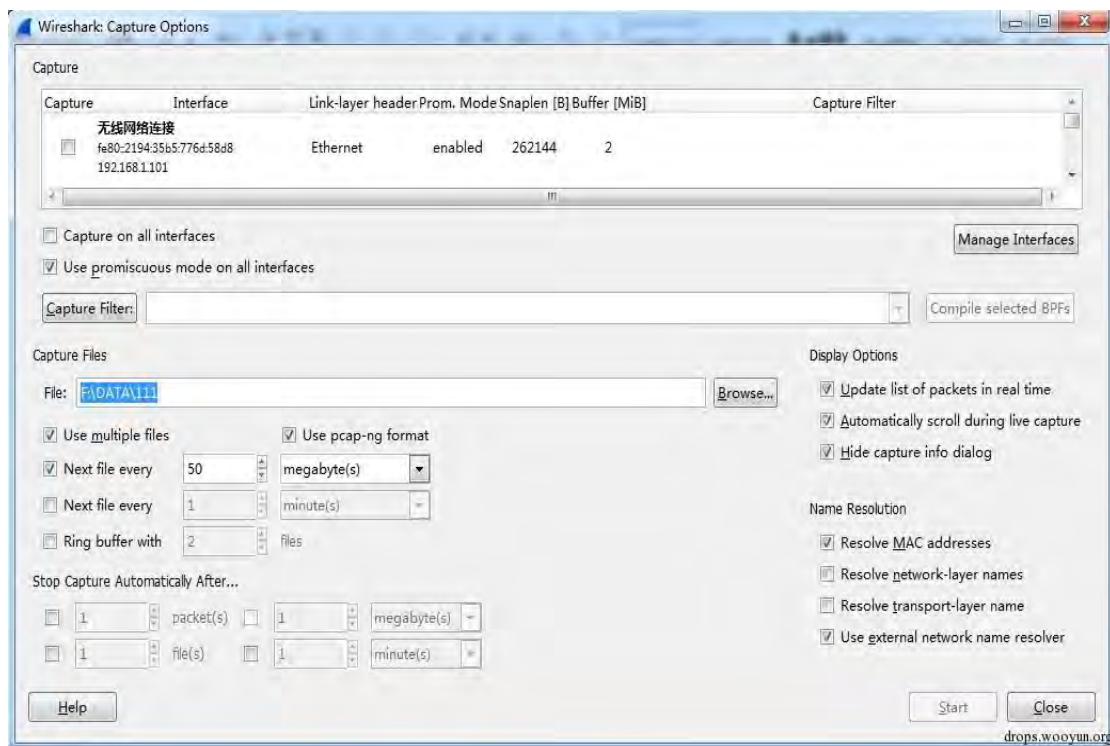 Wireshark: Capture Options
Capture
Capture Interface Link-layer header Prom. Mode Snaplen [B] Buffer [MiB] Capture Filter
无线网络连接
fe80::2194:35b5:776d:58d8 Ethernet enabled 262144 2
192.168.1.101
Capture on all interfaces
Manage Interfaces
Use promiscuous mode on all interfaces
Capture Filter: Compile selected BPFs
Capture Files
Display Options
File: F:\DATA\111 Browse...
Update list of packets in real time
Use multiple files Use pcap-ng format
Automatically scroll during live capture
Next file every 50 megabyte(s)
Hide capture info dialog
Next file every 1 minute(s)
Name Resolution
Ring buffer with 2 files
Resolve MAC addresses
Stop Capture Automatically After...
Resolve network-layer names
1 packet(s) 1 megabyte(s)
Resolve transport-layer name
1 file(s) 1 minute(s)
Use external network name resolver
Help Start Close
drops.wooyun.org